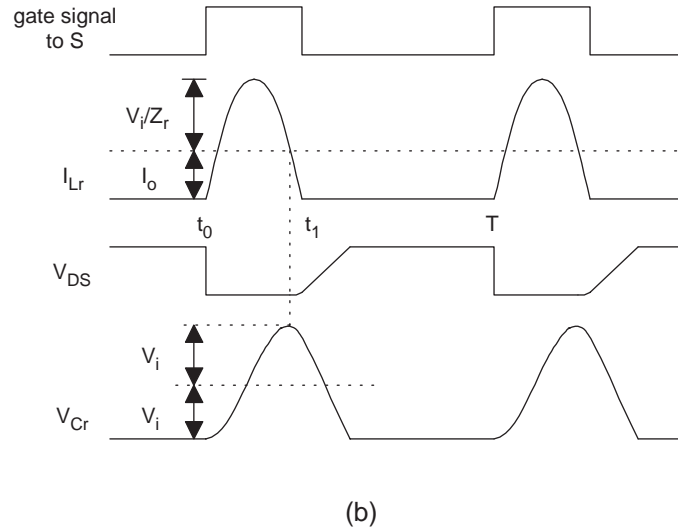 gate signal
to S
V_i/Z_r
I_Lr
I_o
t_0
t_1
T
V_DS
V_i
V_Cr
V_i
(b)